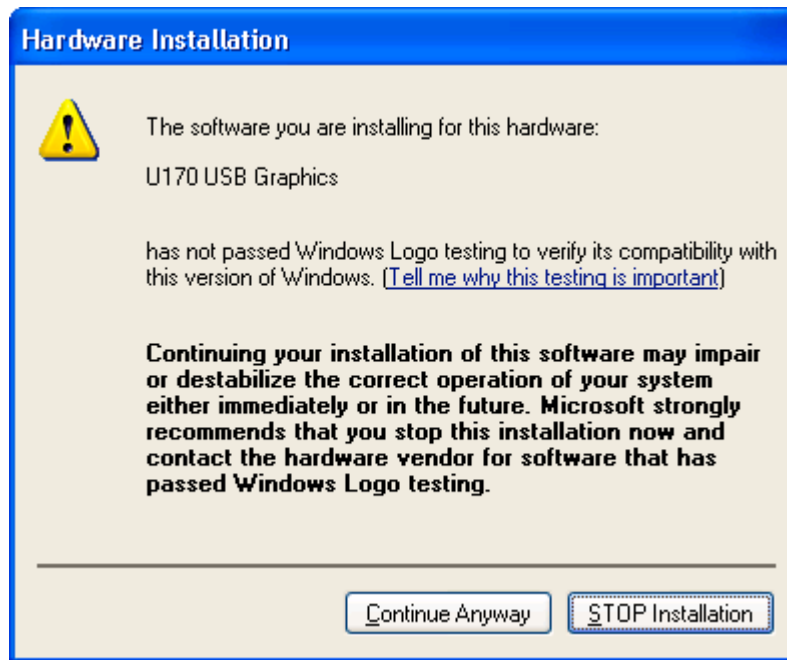 Hardware Installation
The software you are installing for this hardware:
U170 USB Graphics
has not passed Windows Logo testing to verify its compatibility with
this version of Windows. (Tell me why this testing is important)
Continuing your installation of this software may impair
or destabilize the correct operation of your system
either immediately or in the future. Microsoft strongly
recommends that you stop this installation now and
contact the hardware vendor for software that has
passed Windows Logo testing.
Continue Anyway
STOP Installation